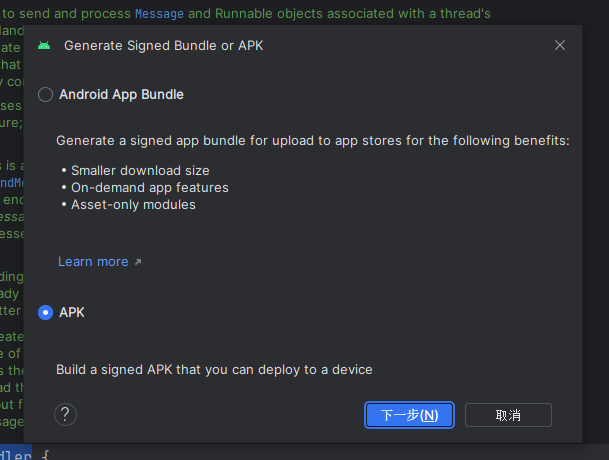 to send and process Message and Runnable objects associated with a thread's
Generate Signed Bundle or APK
Android App Bundle
Generate a signed app bundle for upload to app stores for the following benefits:
• Smaller download size
• On-demand app features
• Asset-only modules
Learn more ↗
APK
Build a signed APK that you can deploy to a device
? 下一步(N) 取消
{